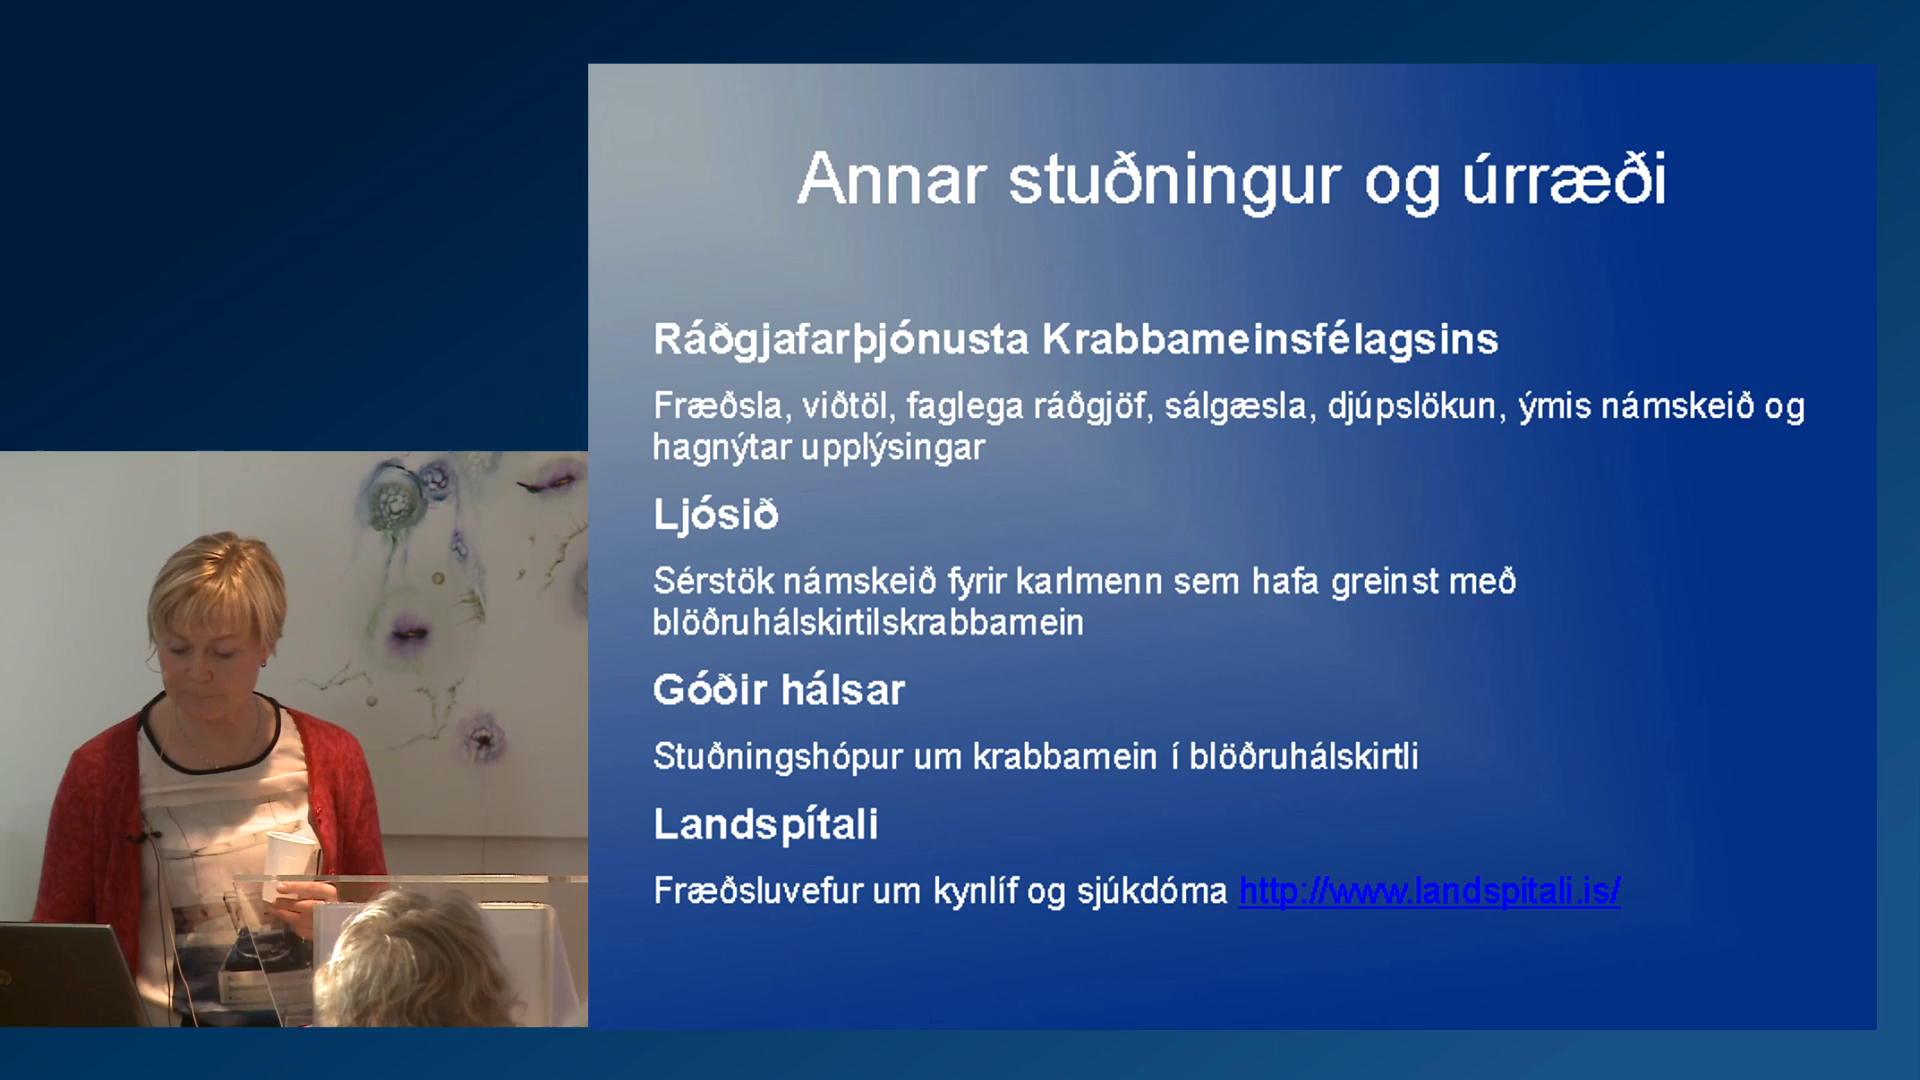 Annar stuðningur og úrræði
Ráðgjafarþjónusta Krabbameinsfélagsins
Fræðsla, viðtöl, faglega ráðgjöf, sálgæsla, djúpslökun, ýmis námskeið og
hagnýtar upplýsingar
Ljósið
Sérstök námskeið fyrir karlmenn sem hafa greinst með
blöðruhálskirtilskrabbamein
Góðir hálsar
Stuðningshópur um krabbamein í blöðruhálskirtli
Landspítali
Fræðsluvefur um kynlíf og sjúkdóma http://www.landspitali.is/